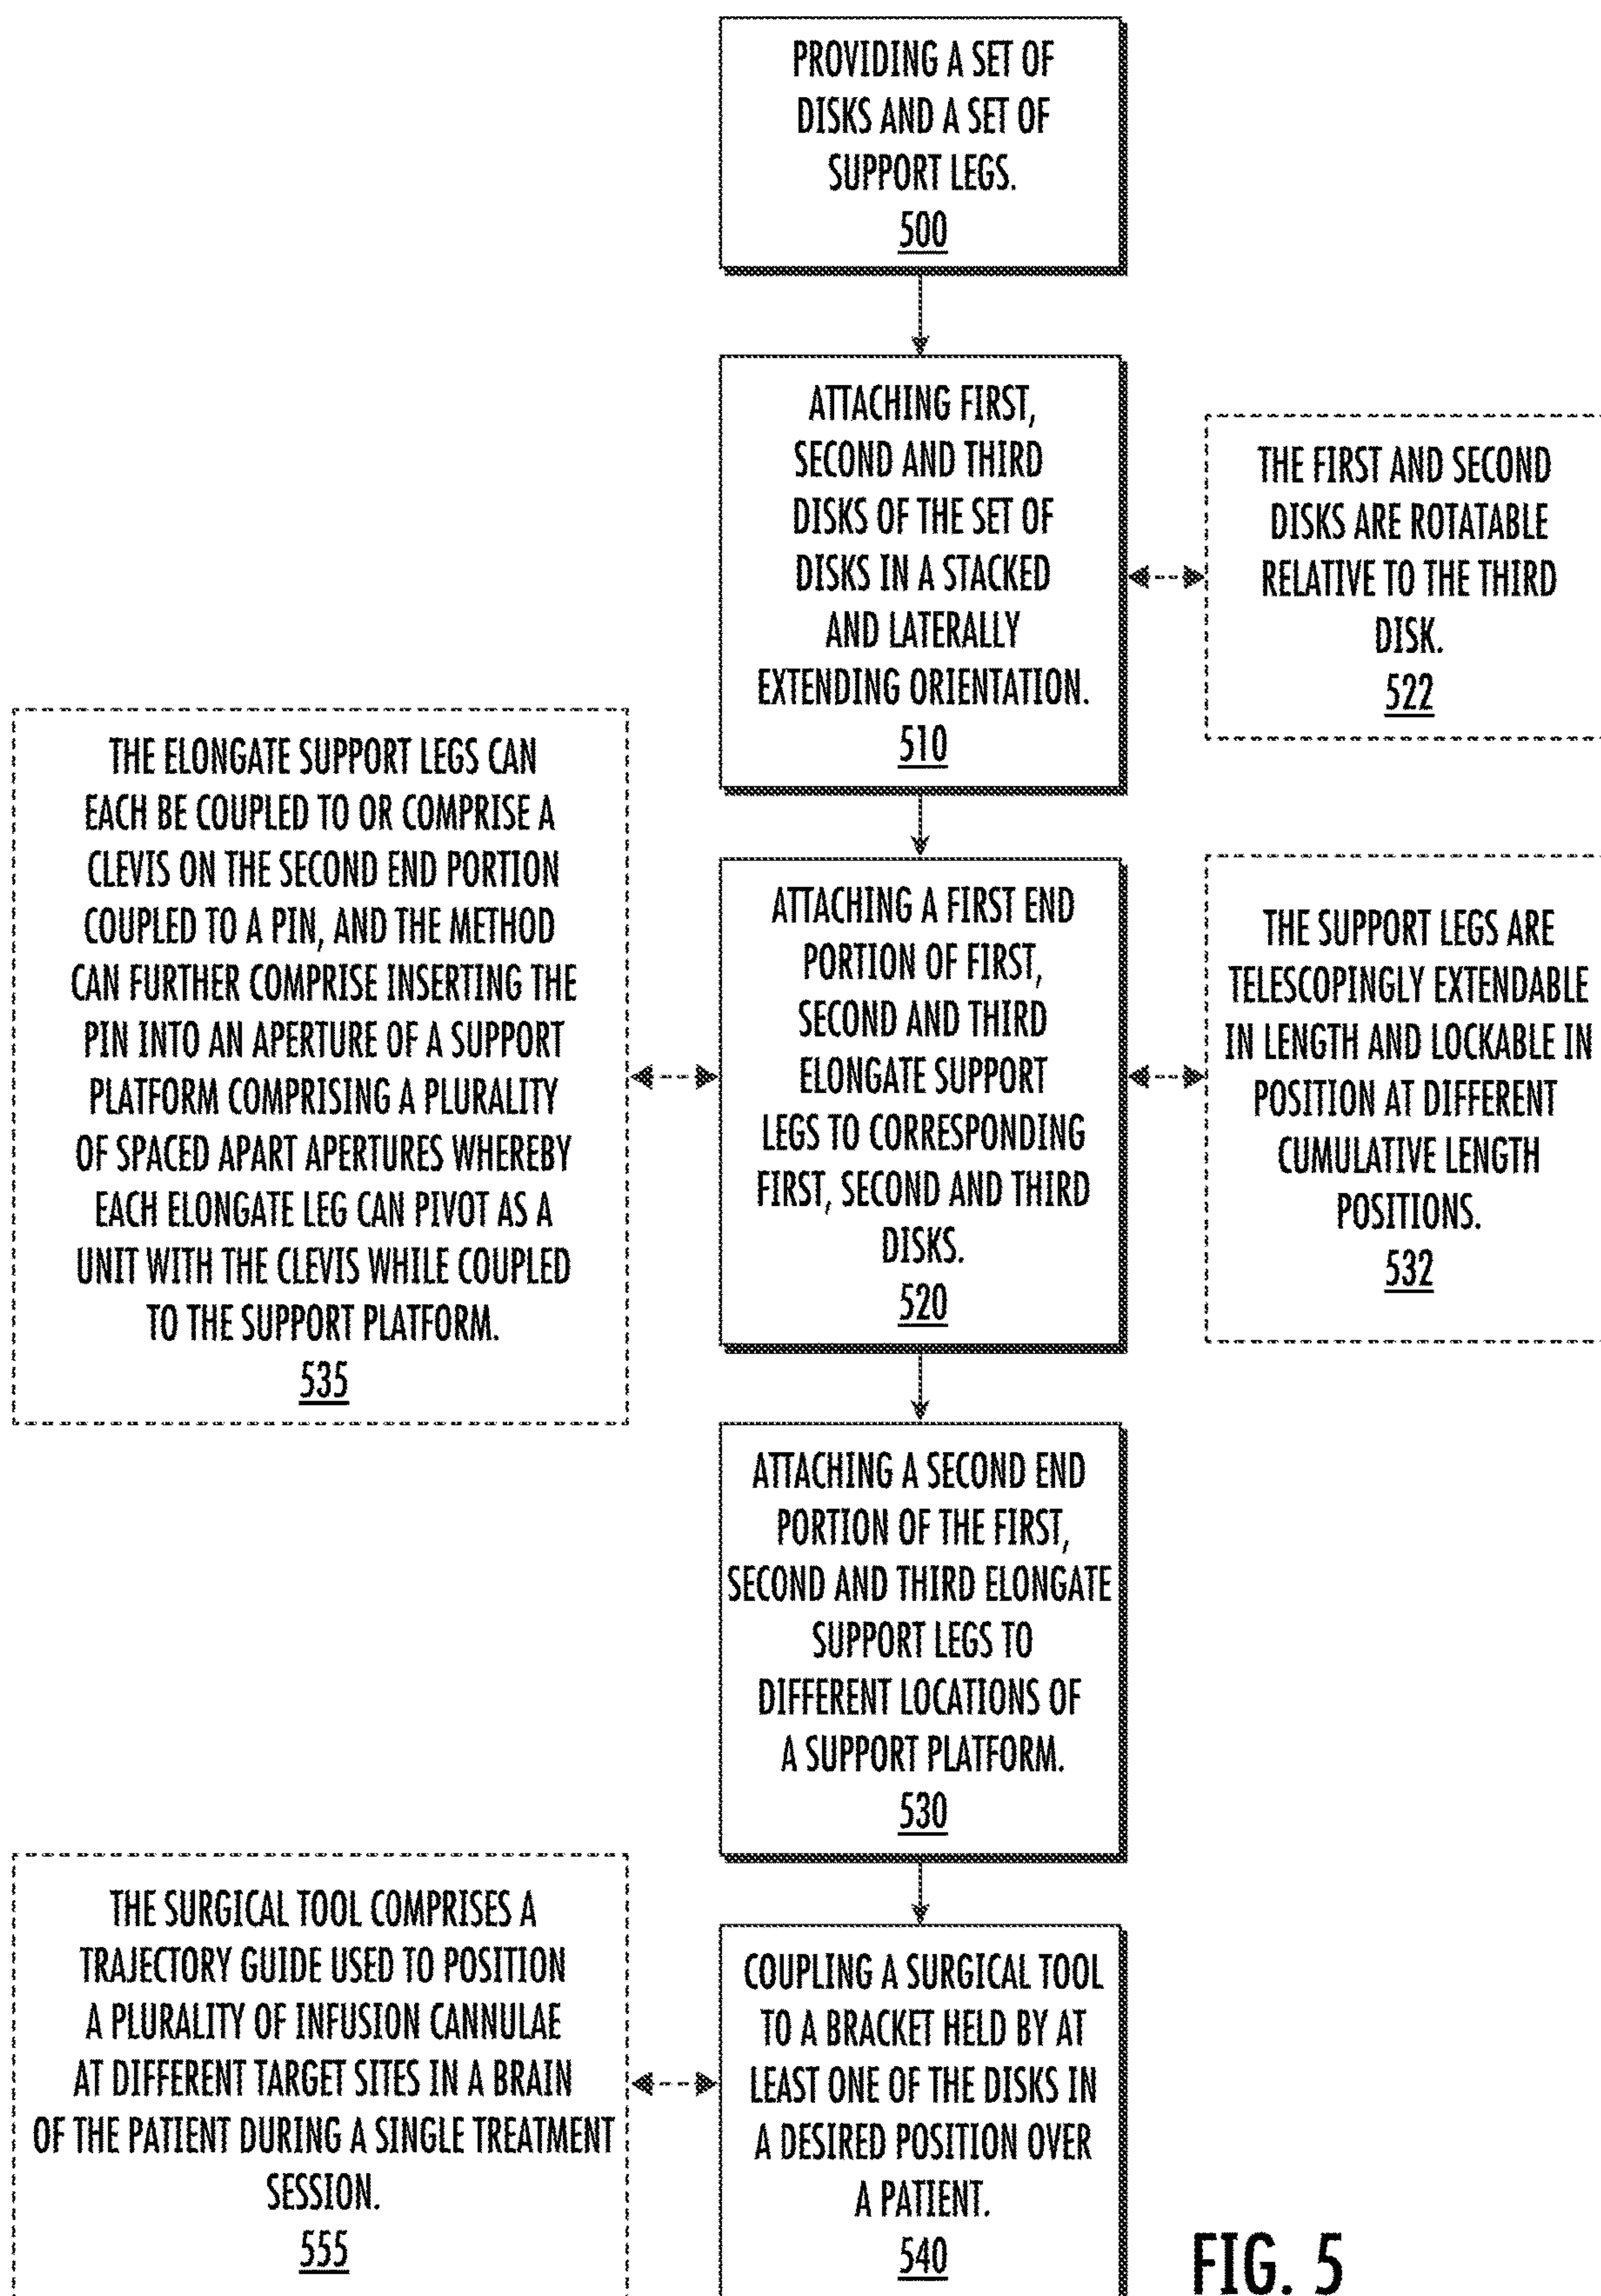 PROVIDING A SET OF
DISKS AND A SET OF
SUPPORT LEGS.
500
ATTACHING FIRST,
SECOND AND THIRD
DISKS OF THE SET OF
DISKS IN A STACKED
AND LATERALLY
EXTENDING ORIENTATION.
510
THE FIRST AND SECOND
DISKS ARE ROTATABLE
RELATIVE TO THE THIRD
DISK.
522
THE ELONGATE SUPPORT LEGS CAN
EACH BE COUPLED TO OR COMPRISE A
CLEVIS ON THE SECOND END PORTION
COUPLED TO A PIN, AND THE METHOD
CAN FURTHER COMPRISE INSERTING THE
PIN INTO AN APERTURE OF A SUPPORT
PLATFORM COMPRISING A PLURALITY
OF SPACED APART APERTURES WHEREBY
EACH ELONGATE LEG CAN PIVOT AS A
UNIT WITH THE CLEVIS WHILE COUPLED
TO THE SUPPORT PLATFORM.
535
ATTACHING A FIRST END
PORTION OF FIRST,
SECOND AND THIRD
ELONGATE SUPPORT
LEGS TO CORRESPONDING
FIRST, SECOND AND THIRD
DISKS.
520
THE SUPPORT LEGS ARE
TELESCOPINGLY EXTENDABLE
IN LENGTH AND LOCKABLE IN
POSITION AT DIFFERENT
CUMULATIVE LENGTH
POSITIONS.
532
ATTACHING A SECOND END
PORTION OF THE FIRST,
SECOND AND THIRD ELONGATE
SUPPORT LEGS TO
DIFFERENT LOCATIONS OF
A SUPPORT PLATFORM.
530
THE SURGICAL TOOL COMPRISES A
TRAJECTORY GUIDE USED TO POSITION
A PLURALITY OF INFUSION CANNULAE
AT DIFFERENT TARGET SITES IN A BRAIN
OF THE PATIENT DURING A SINGLE TREATMENT
SESSION.
555
COUPLING A SURGICAL TOOL
TO A BRACKET HELD BY AT
LEAST ONE OF THE DISKS IN
A DESIRED POSITION OVER
A PATIENT.
540
FIG. 5